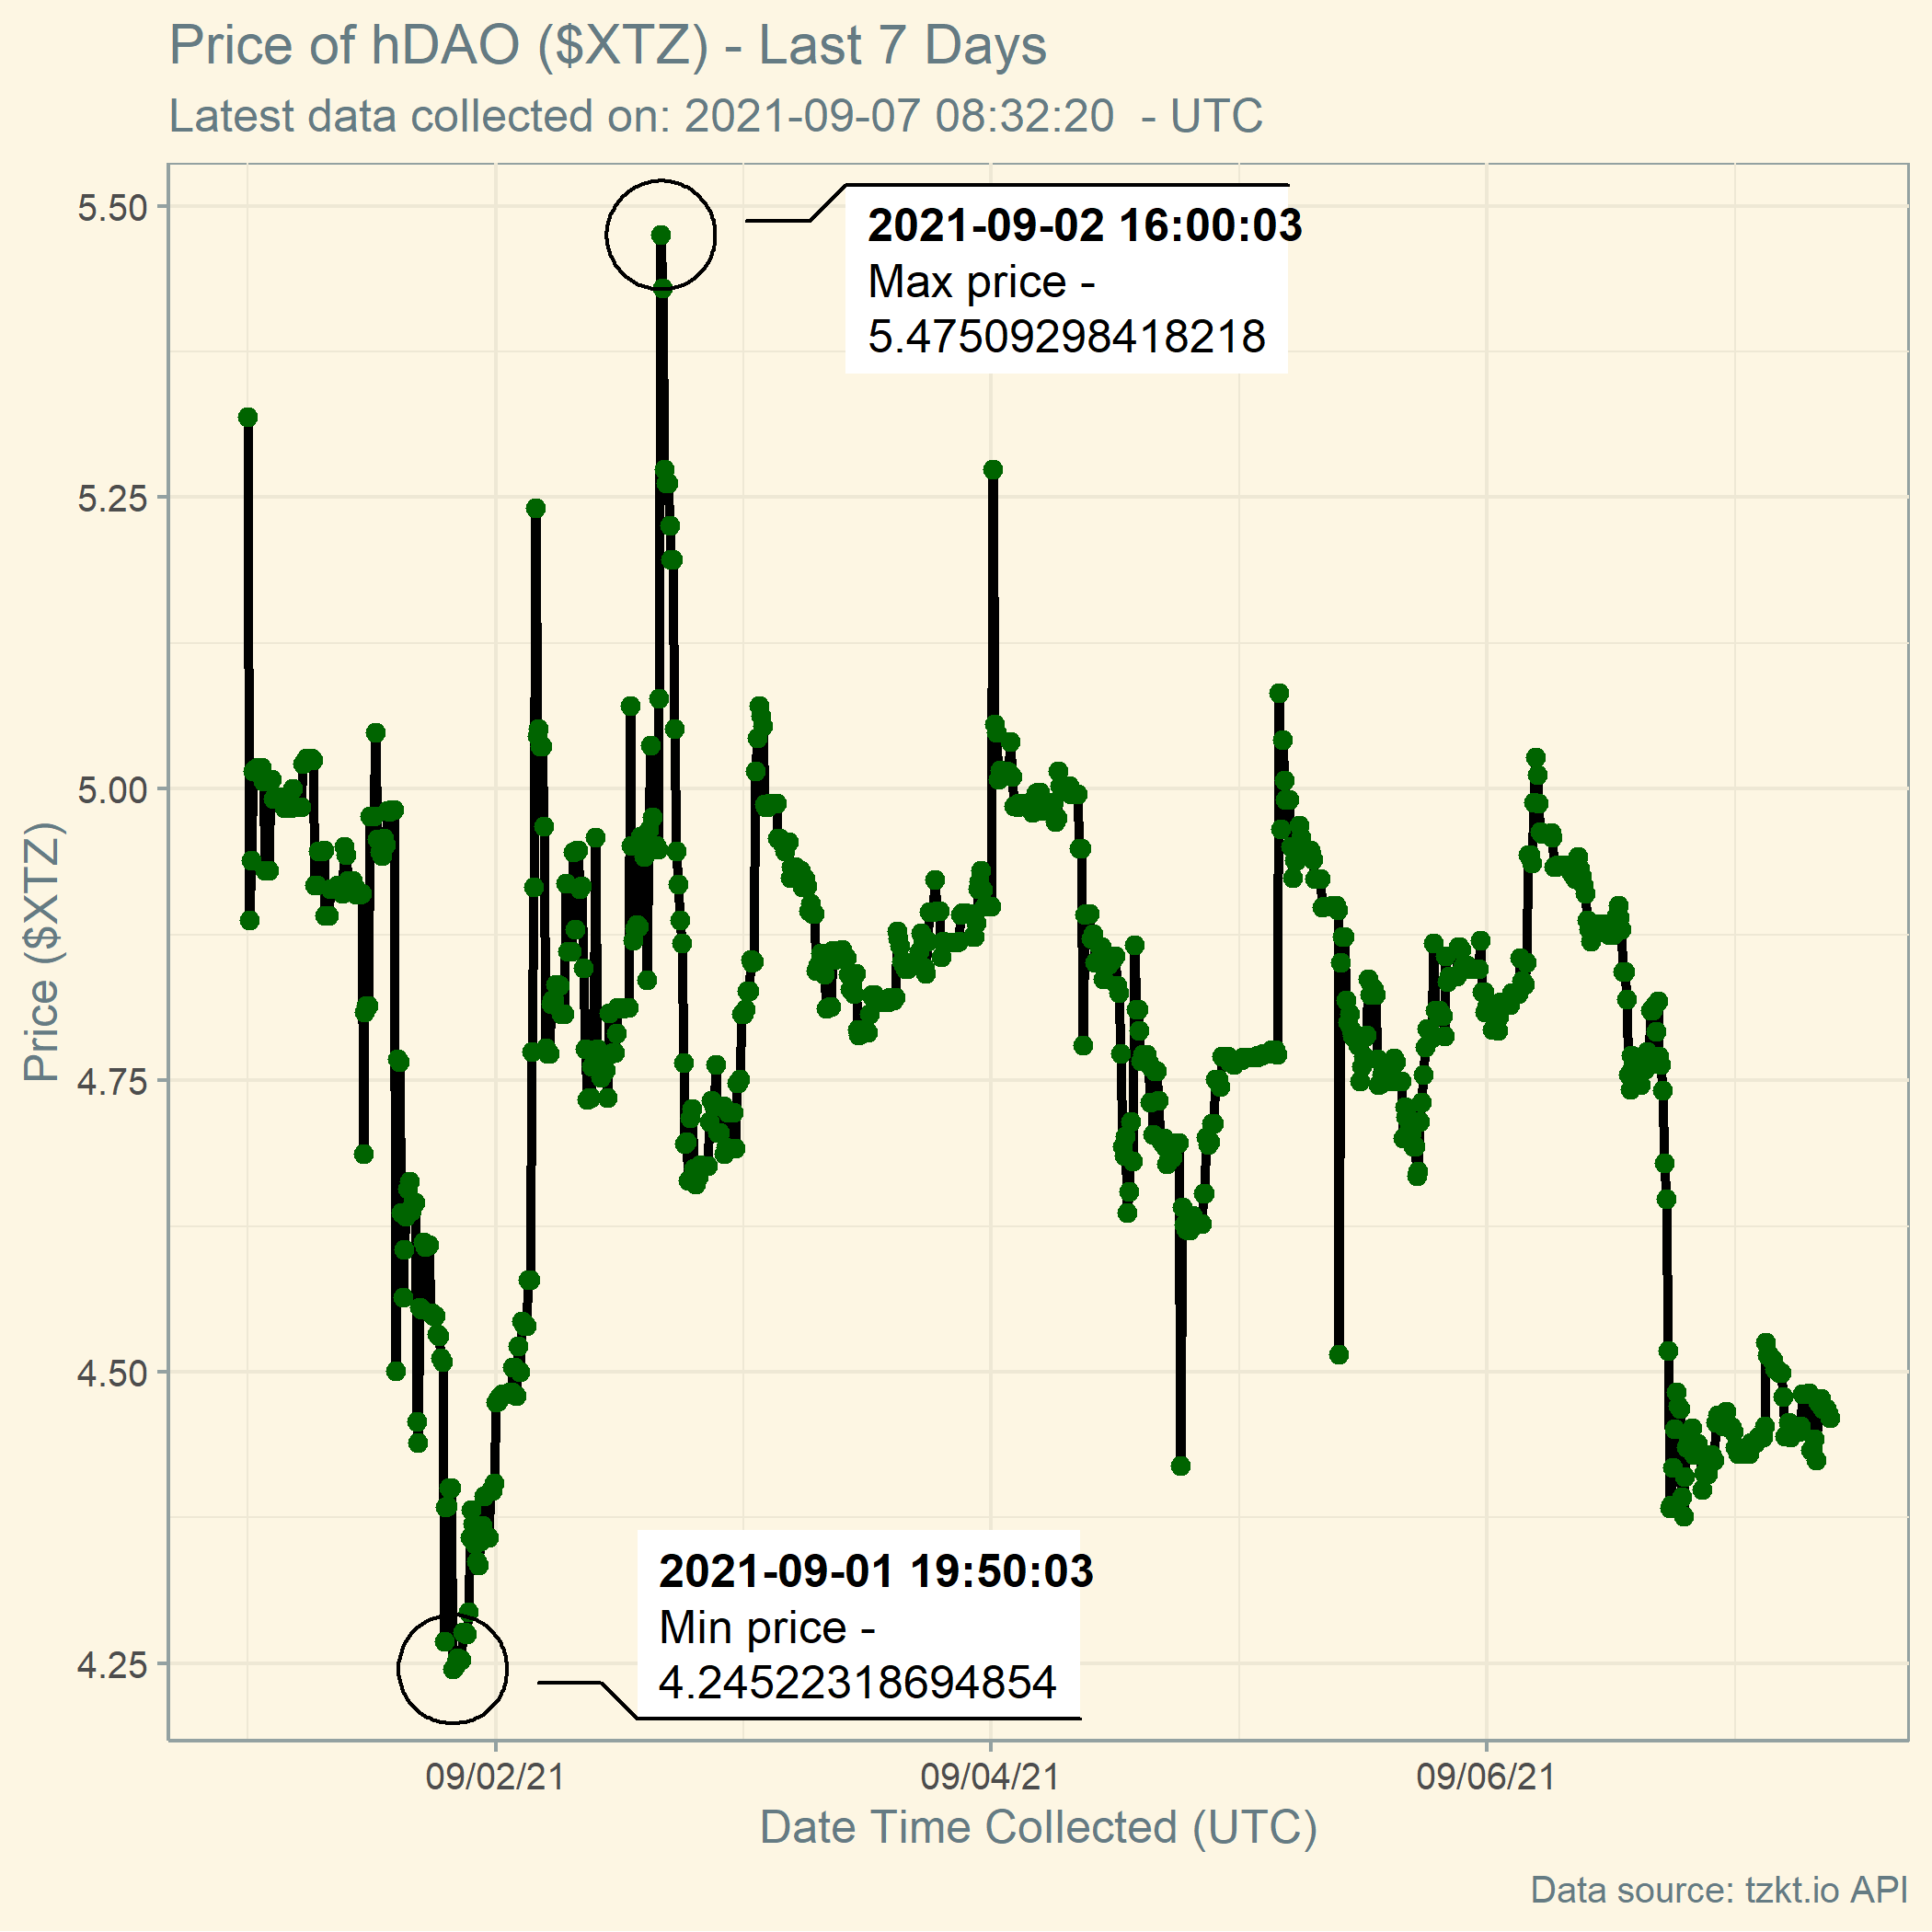 Price of hDAO ($XTZ) - Last 7 Days
Latest data collected on: 2021-09-07 08:32:20  - UTC
5.50
5.25
5.00
4.75
4.50
4.25
Price ($XTZ)
2021-09-02 16:00:03
Max price -
5.47509298418218
2021-09-01 19:50:03
Min price -
4.24522318694854
09/02/21
09/04/21
09/06/21
Date Time Collected (UTC)
Data source: tzkt.io API